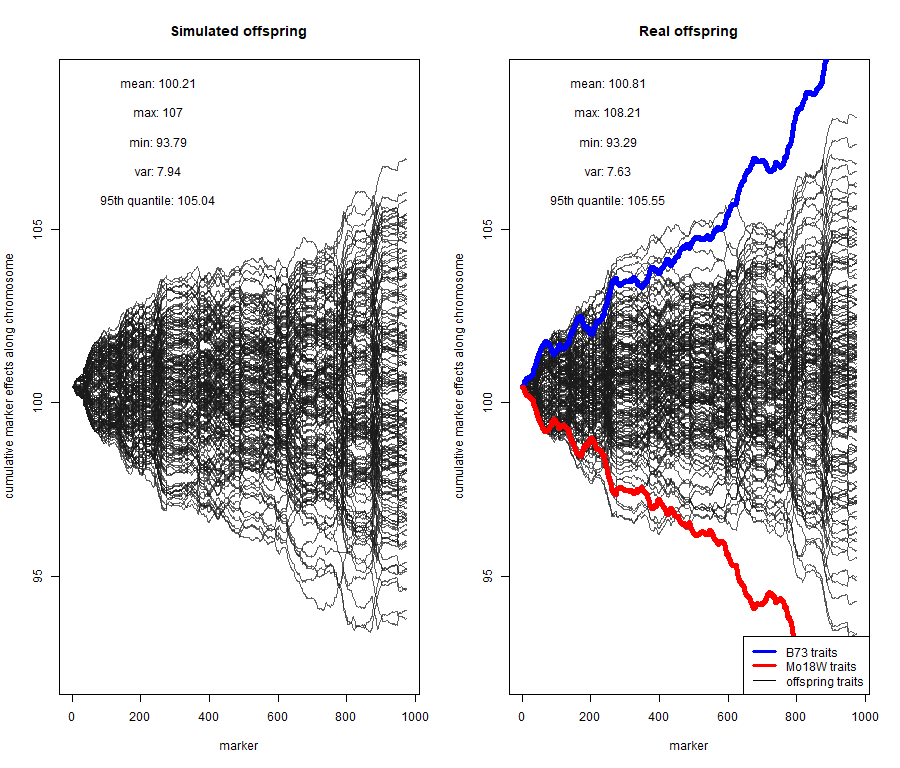 Simulated offspring
mean: 100.21
max: 107
min: 93.79
var: 7.94
95th quantile: 105.04
cumulative marker effects along chromosome
105
100
95
0 200 400 600 800 1000
marker
Real offspring
mean: 100.81
max: 108.21
min: 93.29
var: 7.63
95th quantile: 105.55
cumulative marker effects along chromosome
105
100
95
B73 traits
Mo18W traits
offspring traits
0 200 400 600 800 1000
marker